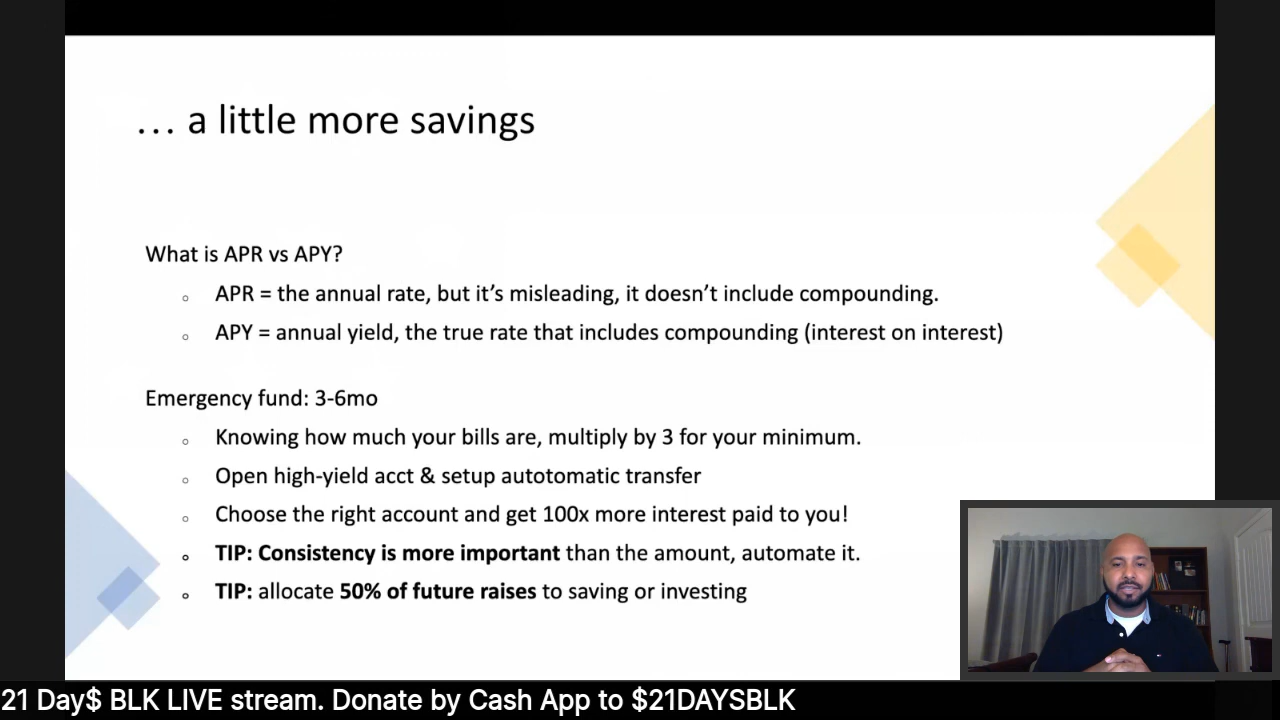 ... a little more savings
What is APR vs APY?
APR = the annual rate, but it’s misleading, it doesn’t include compounding.
APY = annual yield, the true rate that includes compounding (interest on interest)
Emergency fund: 3-6mo
Knowing how much your bills are, multiply by 3 for your minimum.
Open high-yield acct & setup autotomatic transfer
Choose the right account and get 100x more interest paid to you!
TIP: Consistency is more important than the amount, automate it.
TIP: allocate 50% of future raises to saving or investing
21 Day$ BLK LIVE stream. Donate by Cash App to $21DAYSBLK